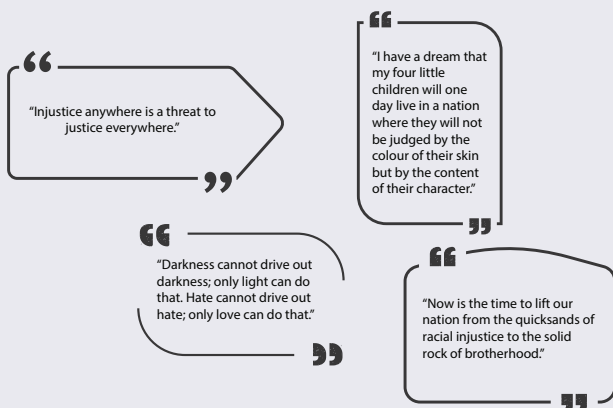 “Injustice anywhere is a threat to
justice everywhere.”
“I have a dream that
my four little
children will one
day live in a nation
where they will not
be judged by the
colour of their skin
but by the content
of their character.”
“Darkness cannot drive out
darkness; only light can do
that. Hate cannot drive out
hate; only love can do that.”
“Now is the time to lift our
nation from the quicksands of
racial injustice to the solid
rock of brotherhood.”